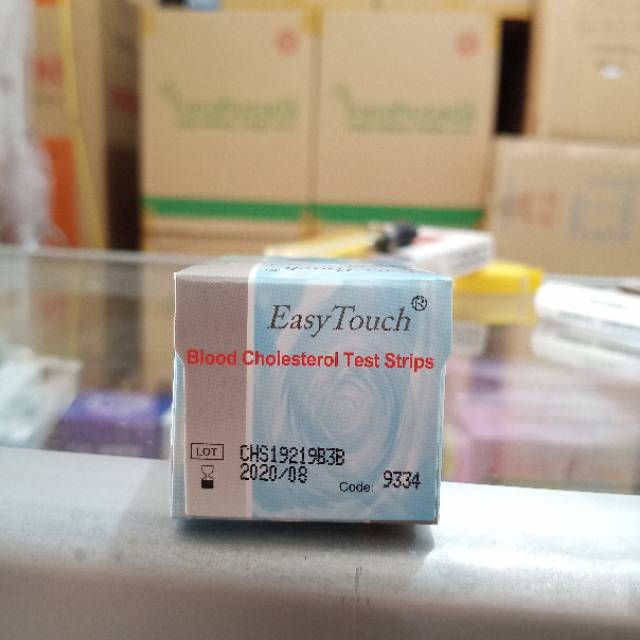 EasyTouch®
Blood Cholesterol Test Strips
LOT CHS19219B3B
2020/08
Code: 9334